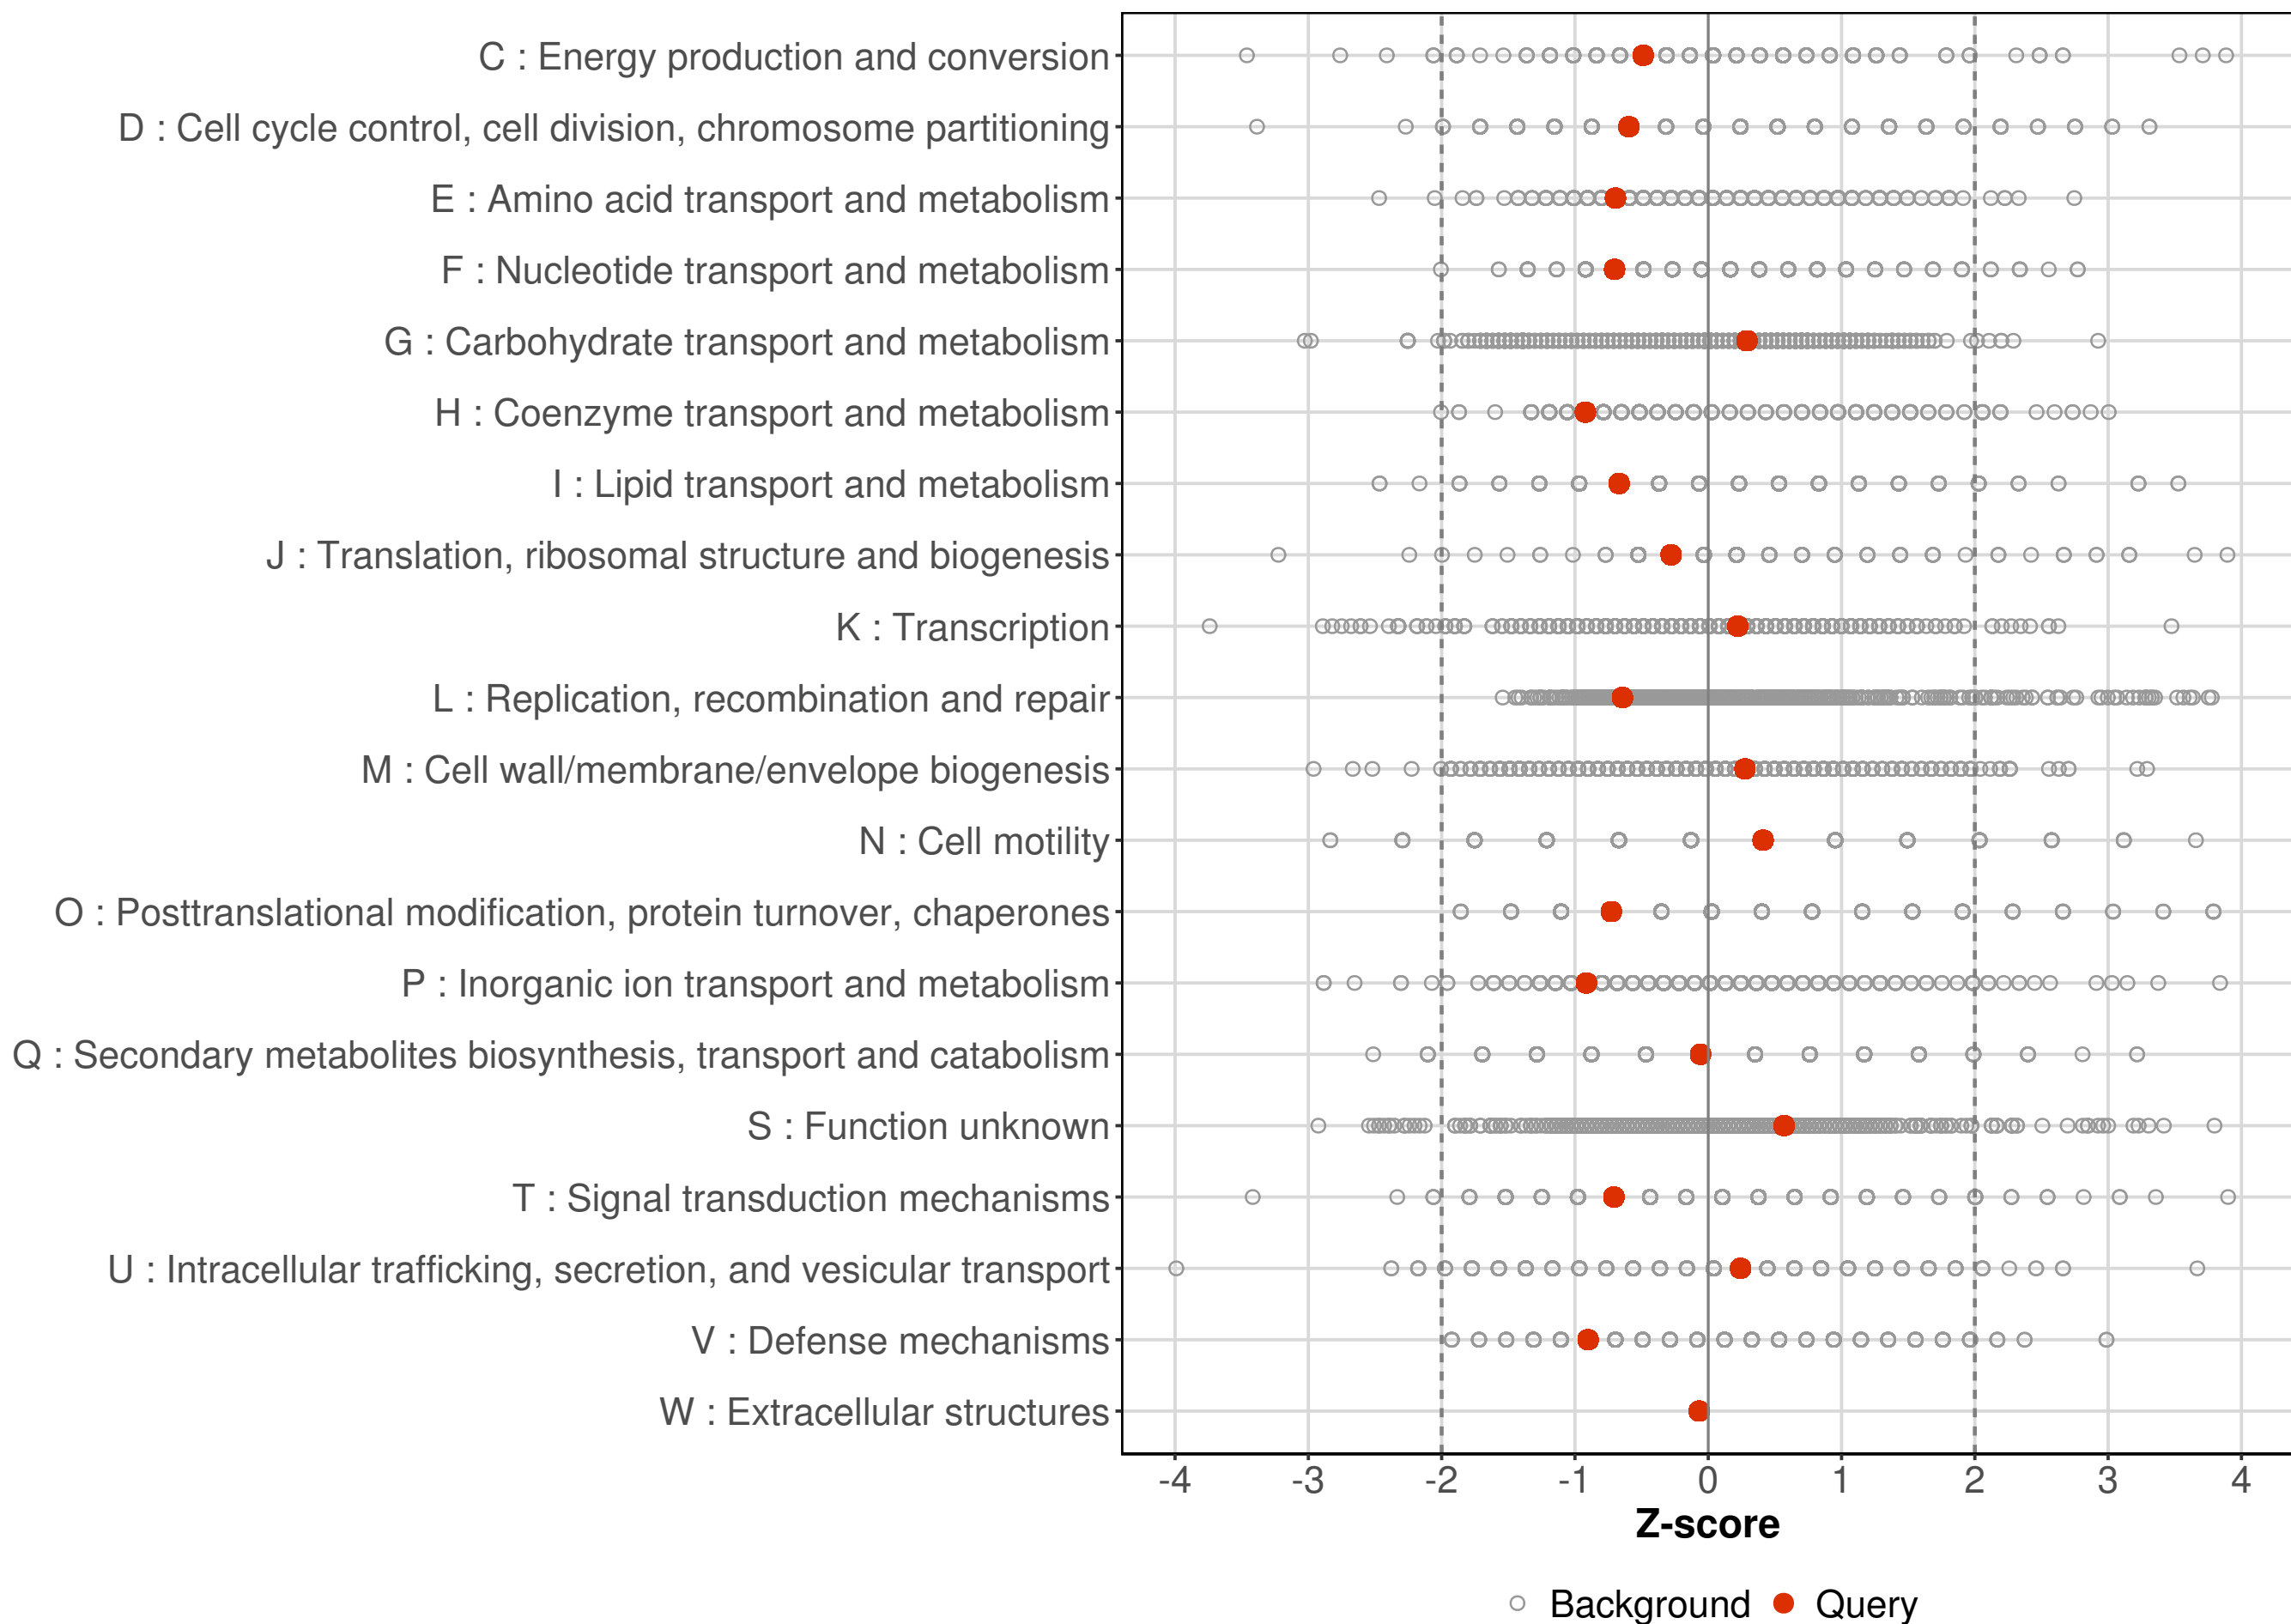 C : Energy production and conversion
D : Cell cycle control, cell division, chromosome partitioning
E : Amino acid transport and metabolism
F : Nucleotide transport and metabolism
G : Carbohydrate transport and metabolism
H : Coenzyme transport and metabolism
I : Lipid transport and metabolism
J : Translation, ribosomal structure and biogenesis
K : Transcription
L : Replication, recombination and repair
M : Cell wall/membrane/envelope biogenesis
N : Cell motility
O : Posttranslational modification, protein turnover, chaperones
P : Inorganic ion transport and metabolism
Q : Secondary metabolites biosynthesis, transport and catabolism
S : Function unknown
T : Signal transduction mechanisms
U : Intracellular trafficking, secretion, and vesicular transport
V : Defense mechanisms
W : Extracellular structures
-4 -3 -2 -1 0 1 2 3 4
Z-score
Background Query